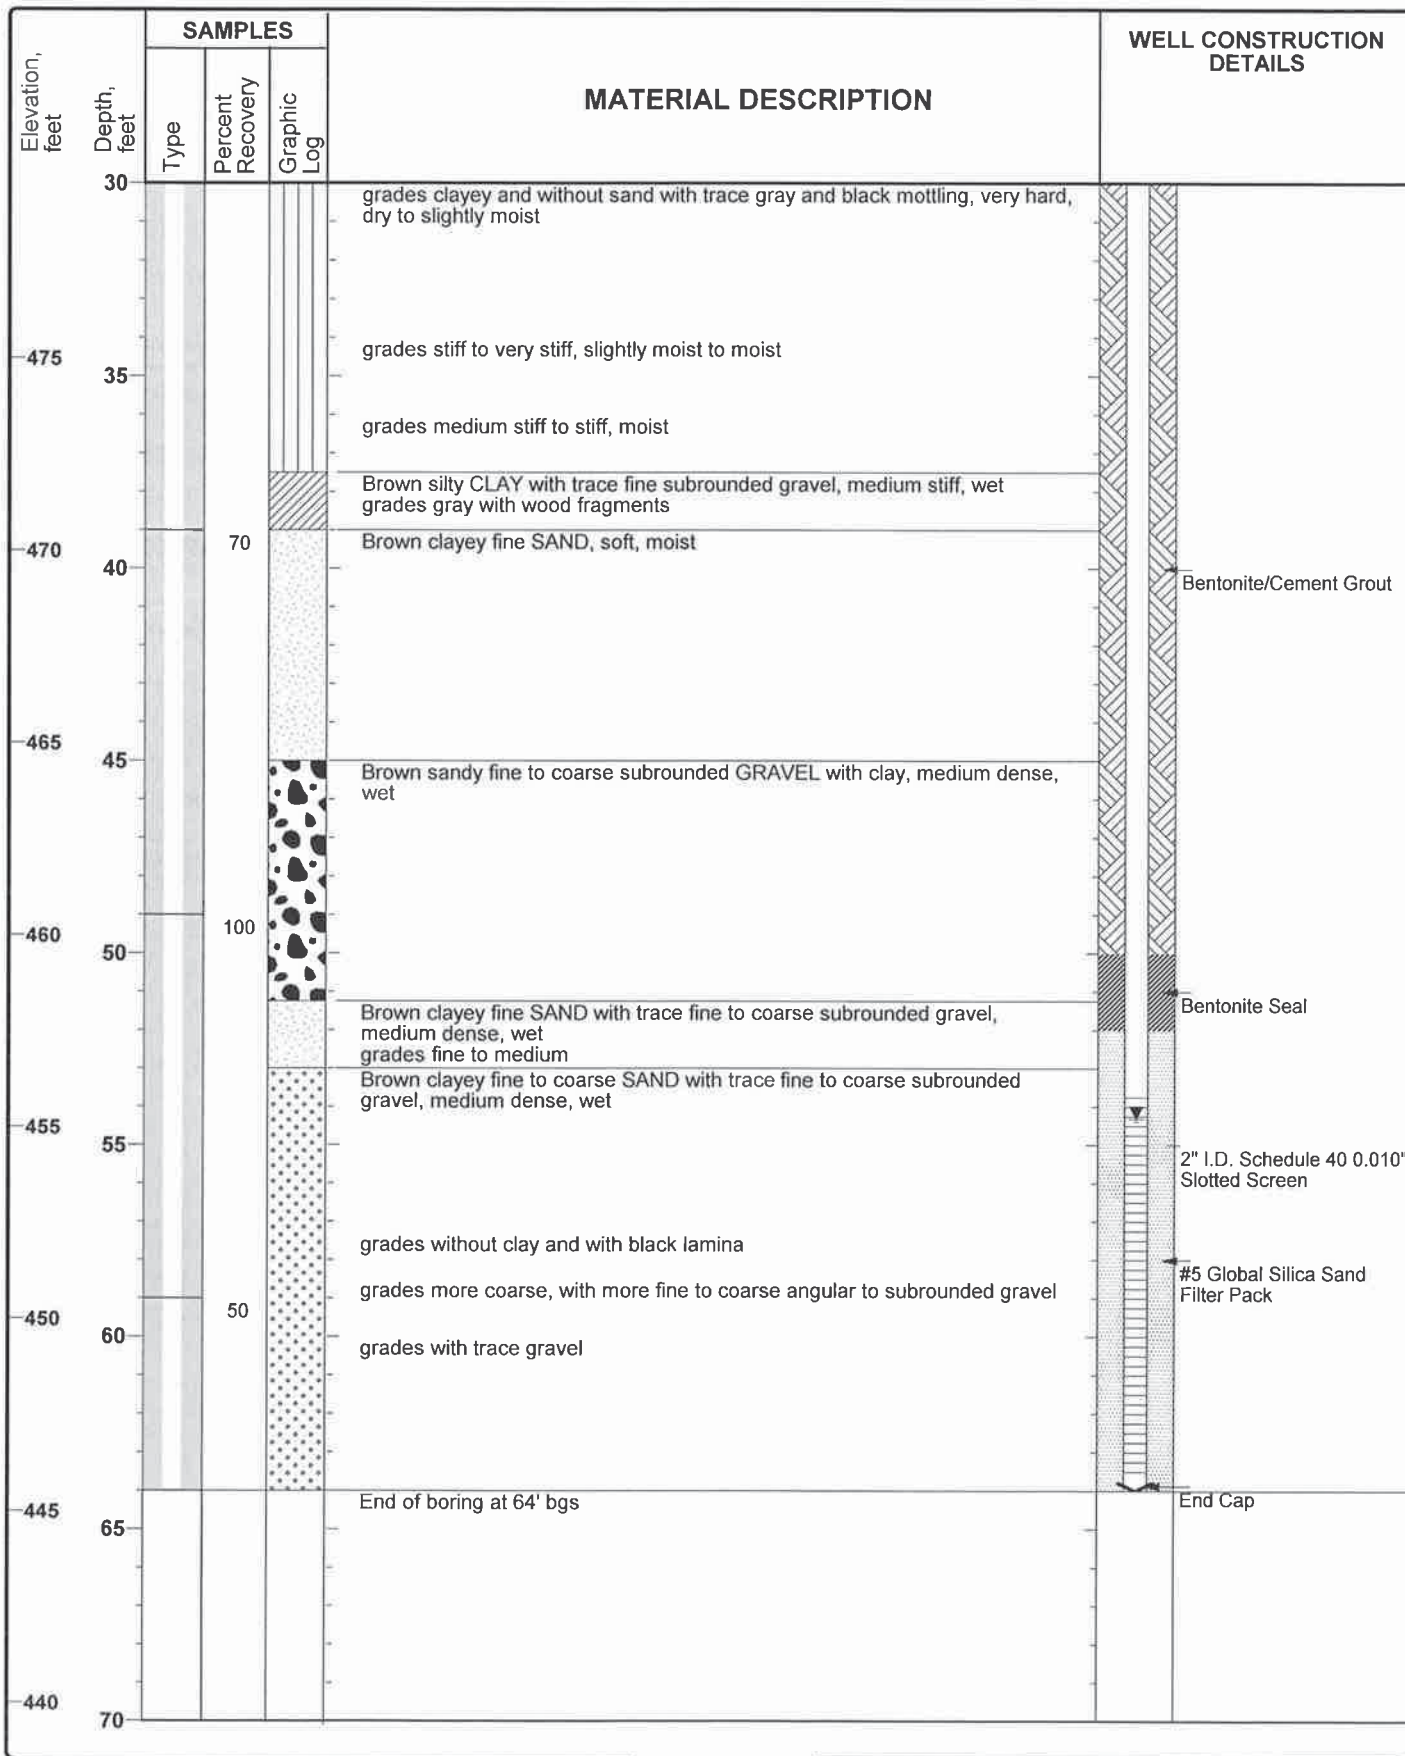 SAMPLES
WELL CONSTRUCTION
DETAILS
MATERIAL DESCRIPTION
Elevation,
feet
Depth,
feet
Type
Percent
Recovery
Graphic
Log
30
grades clayey and without sand with trace gray and black mottling, very hard,
dry to slightly moist
475
grades stiff to very stiff, slightly moist to moist
35
grades medium stiff to stiff, moist
Brown silty CLAY with trace fine subrounded gravel, medium stiff, wet
grades gray with wood fragments
470
70
Brown clayey fine SAND, soft, moist
40
Bentonite/Cement Grout
465
45
Brown sandy fine to coarse subrounded GRAVEL with clay, medium dense,
wet
460
100
50
Bentonite Seal
Brown clayey fine SAND with trace fine to coarse subrounded gravel,
medium dense, wet
grades fine to medium
Brown clayey fine to coarse SAND with trace fine to coarse subrounded
gravel, medium dense, wet
455
55
2" I.D. Schedule 40 0.010"
Slotted Screen
grades without clay and with black lamina
#5 Global Silica Sand
Filter Pack
grades more coarse, with more fine to coarse angular to subrounded gravel
450
50
60
grades with trace gravel
End of boring at 64' bgs
End Cap
445
65
440
70